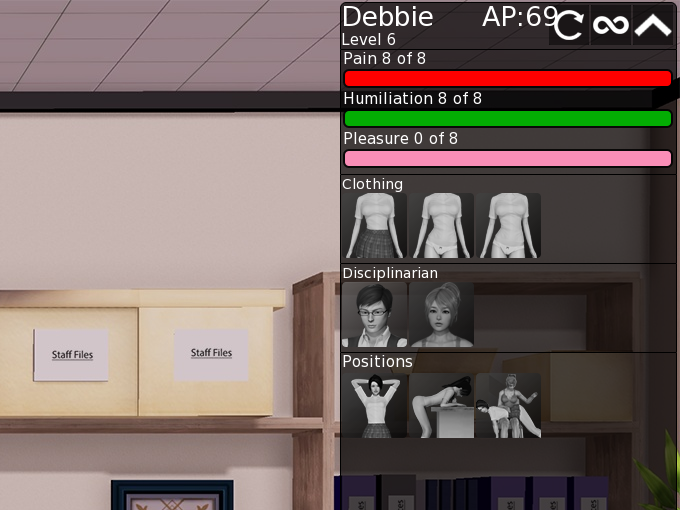 Debbie AP:69
Level 6
Pain 8 of 8
Humiliation 8 of 8
Pleasure 0 of 8
Clothing
Disciplinarian
Positions
Staff Files
Staff Files